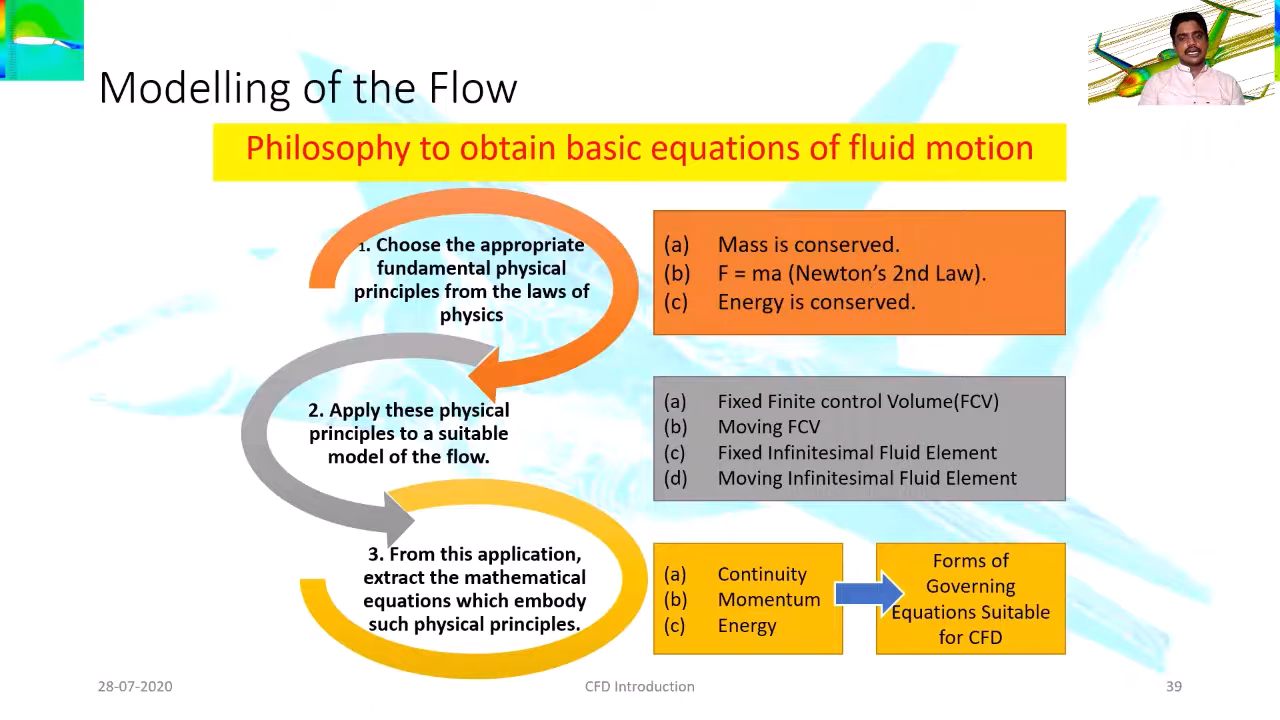 Modelling of the Flow
Philosophy to obtain basic equations of fluid motion
1. Choose the appropriate
fundamental physical
principles from the laws of
physics
(a) Mass is conserved.
(b) F = ma (Newton's 2nd Law).
(c) Energy is conserved.
2. Apply these physical
principles to a suitable
model of the flow.
(a) Fixed Finite control Volume(FCV)
(b) Moving FCV
(c) Fixed Infinitesimal Fluid Element
(d) Moving Infinitesimal Fluid Element
3. From this application,
extract the mathematical
equations which embody
such physical principles.
(a) Continuity
(b) Momentum
(c) Energy
Forms of
Governing
Equations Suitable
for CFD
28-07-2020
CFD Introduction
39